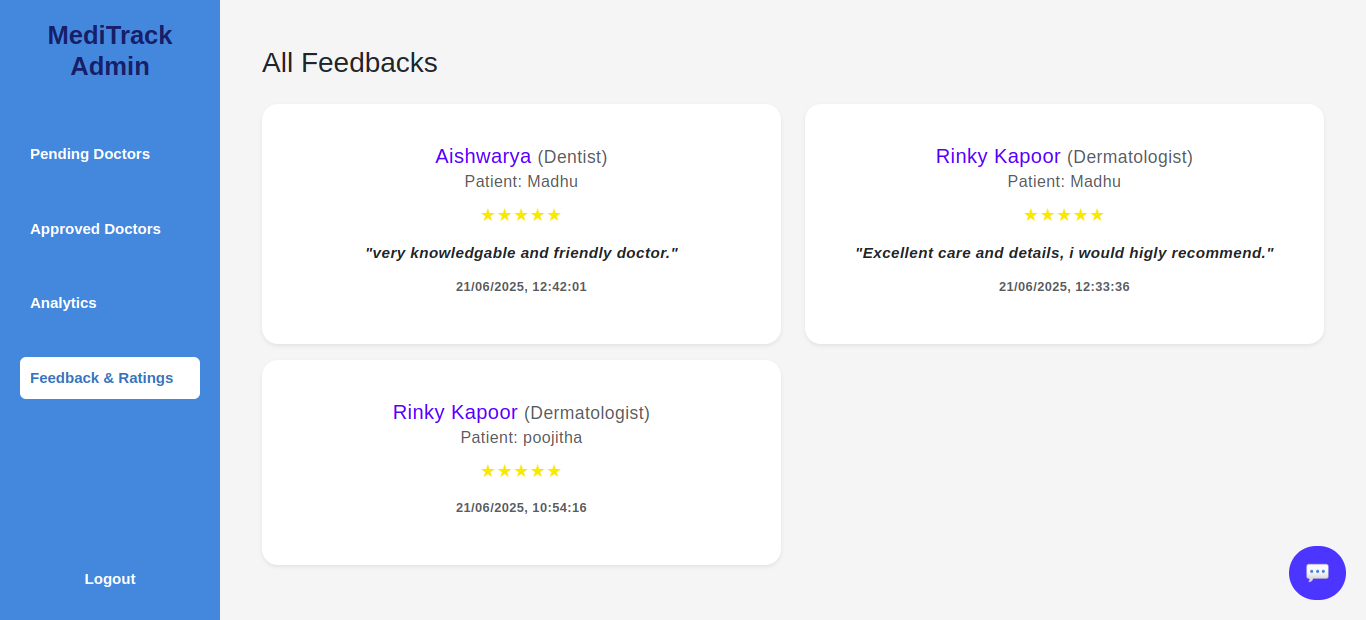 MediTrack
Admin
Pending Doctors
Approved Doctors
Analytics
Feedback & Ratings
Logout
All Feedbacks
Aishwarya (Dentist)
Patient: Madhu
★★★★★
"very knowledgable and friendly doctor."
21/06/2025, 12:42:01
Rinky Kapoor (Dermatologist)
Patient: Madhu
★★★★★
"Excellent care and details, i would higly recommend."
21/06/2025, 12:33:36
Rinky Kapoor (Dermatologist)
Patient: poojitha
★★★★★
21/06/2025, 10:54:16